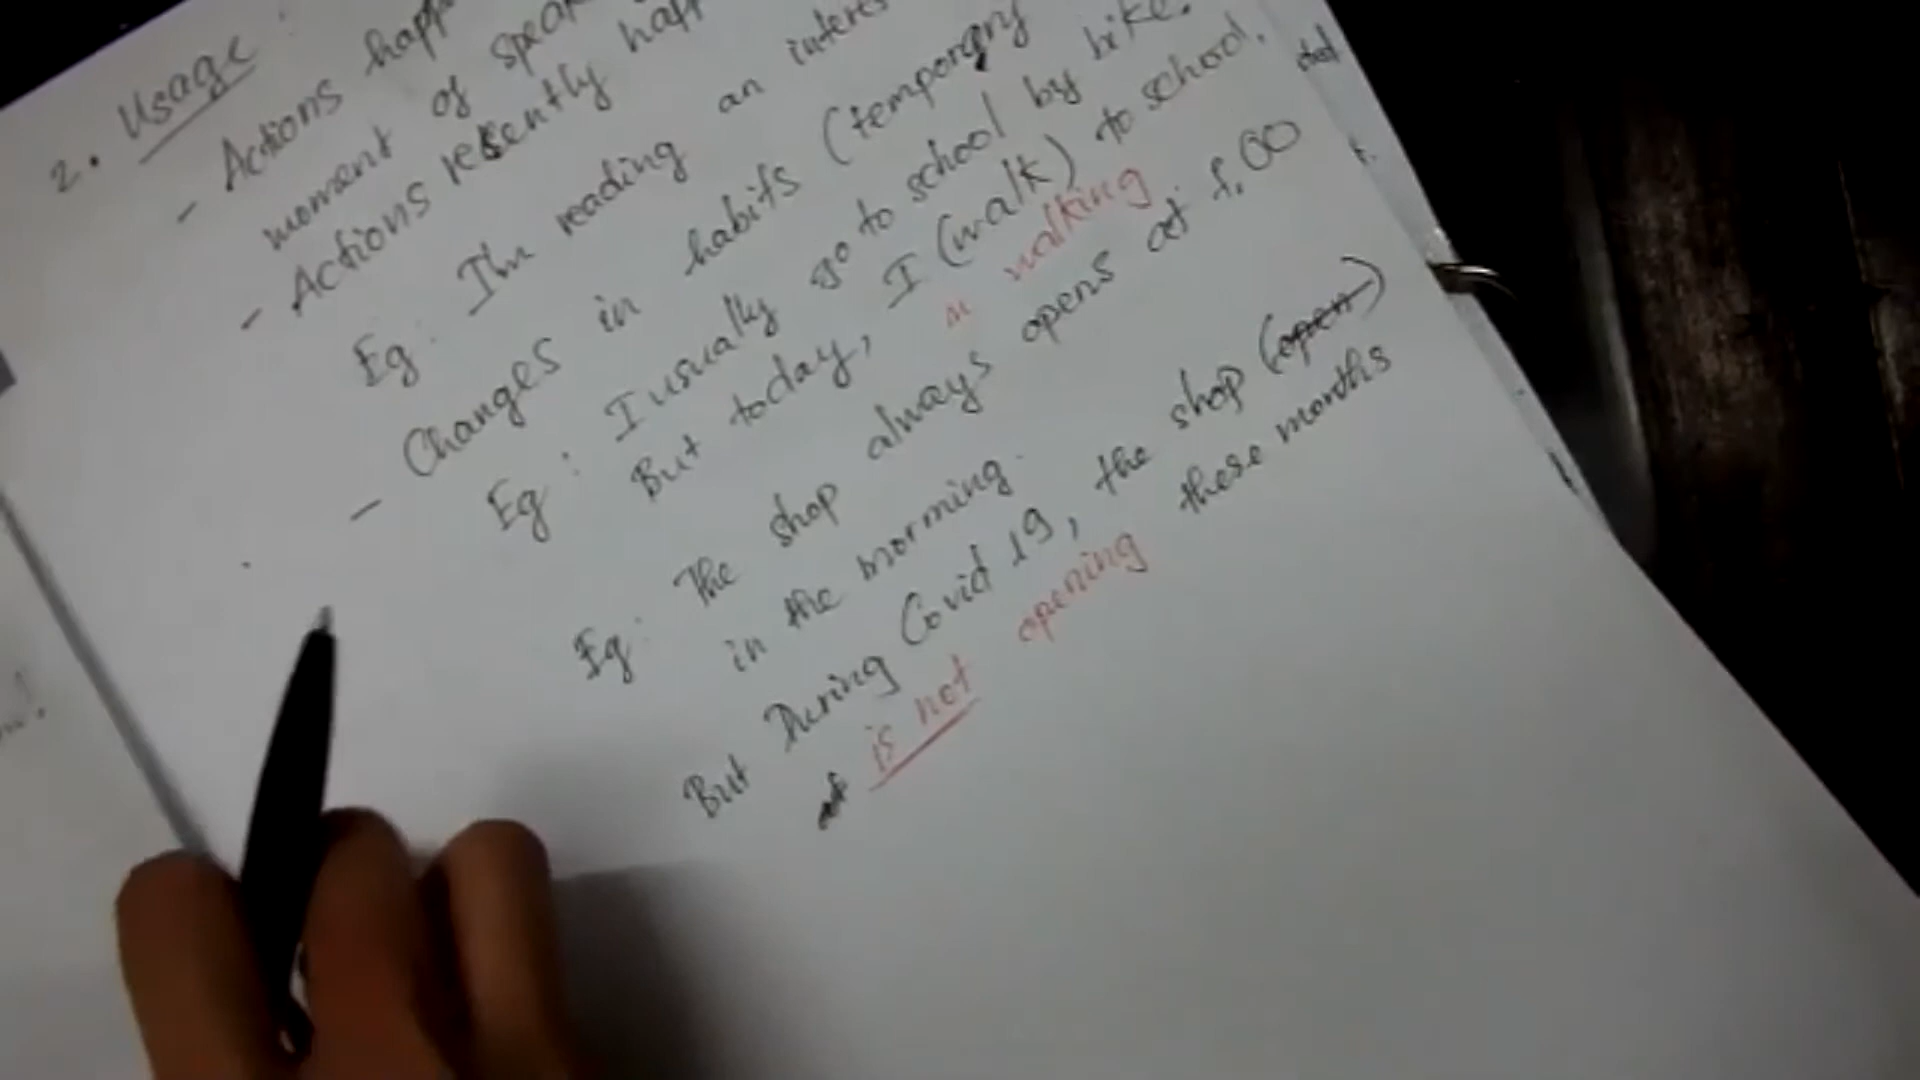 2. Usage:
- Actions happ
moment of speak
- Actions recently happ
Eg: I'm reading an interes
- Changes in habits (temporary
Eg: I usually go to school by bike.
But today, I (walk) to school.
walking
Eg: The shop always opens at 8.00
in the morning.
But During Covid 19, the shop (open)
is not opening these months